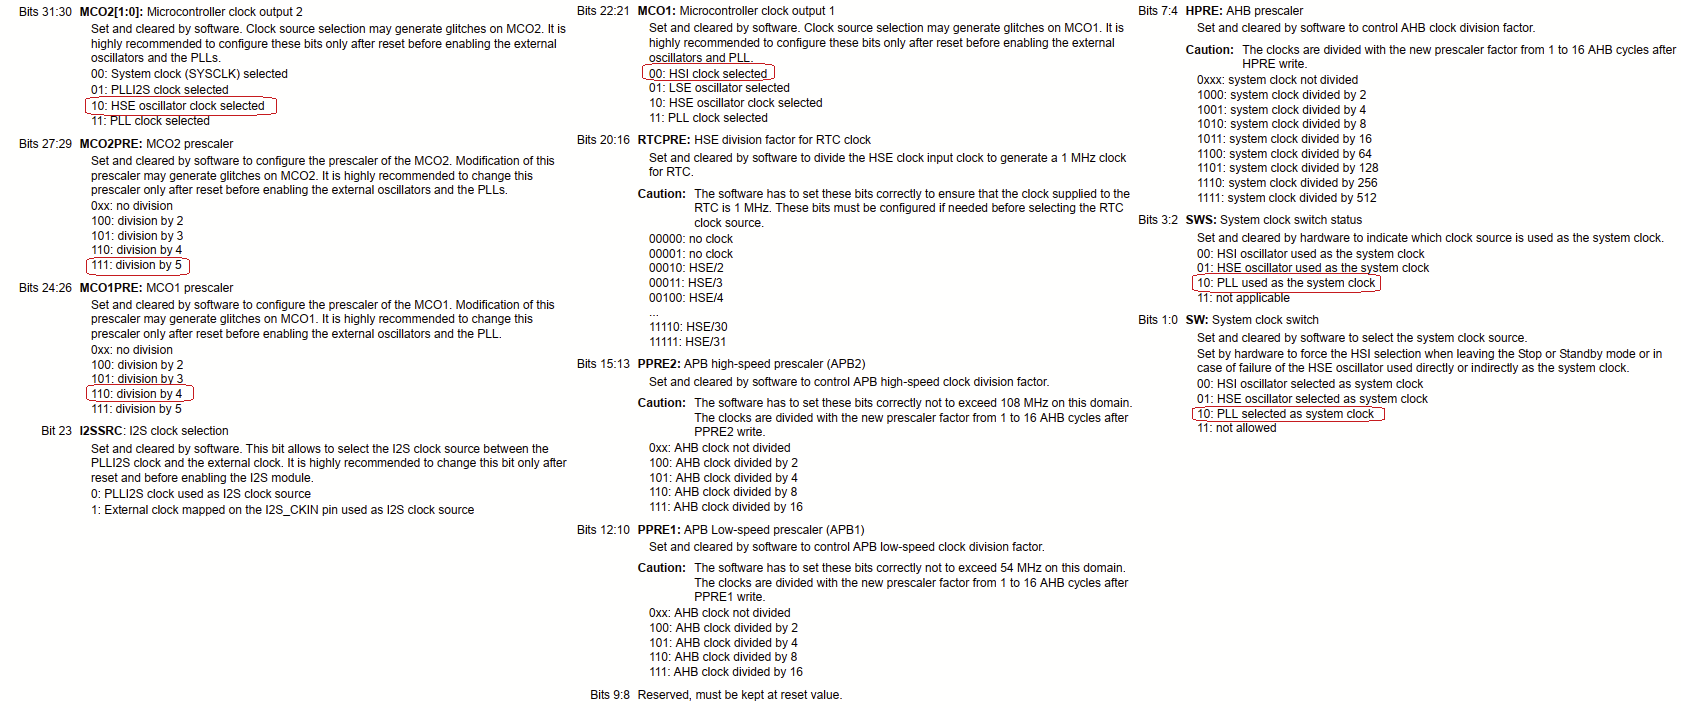 Bits 31:30 MCO2[1:0]: Microcontroller clock output 2
Set and cleared by software. Clock source selection may generate glitches on MCO2. It is
highly recommended to configure these bits only after reset before enabling the external
oscillators and the PLLs.
00: System clock (SYSCLK) selected
01: PLLI2S clock selected
10: HSE oscillator clock selected
11: PLL clock selected
Bits 27:29 MCO2PRE: MCO2 prescaler
Set and cleared by software to configure the prescaler of the MCO2. Modification of this
prescaler may generate glitches on MCO2. It is highly recommended to change this
prescaler only after reset before enabling the external oscillators and the PLLs.
0xx: no division
100: division by 2
101: division by 3
110: division by 4
111: division by 5
Bits 24:26 MCO1PRE: MCO1 prescaler
Set and cleared by software to configure the prescaler of the MCO1. Modification of this
prescaler may generate glitches on MCO1. It is highly recommended to change this
prescaler only after reset before enabling the external oscillators and the PLL.
0xx: no division
100: division by 2
101: division by 3
110: division by 4
111: division by 5
Bit 23 I2SSRC: I2S clock selection
Set and cleared by software. This bit allows to select the I2S clock source between the
PLLI2S clock and the external clock. It is highly recommended to change this bit only after
reset and before enabling the I2S module.
0: PLLI2S clock used as I2S clock source
1: External clock mapped on the I2S_CKIN pin used as I2S clock source
Bits 22:21 MCO1: Microcontroller clock output 1
Set and cleared by software. Clock source selection may generate glitches on MCO1. It is
highly recommended to configure these bits only after reset before enabling the external
oscillators and PLL.
00: HSI clock selected
01: LSE oscillator selected
10: HSE oscillator clock selected
11: PLL clock selected
Bits 20:16 RTCPRE: HSE division factor for RTC clock
Set and cleared by software to divide the HSE clock input clock to generate a 1 MHz clock
for RTC.
Caution: The software has to set these bits correctly to ensure that the clock supplied to the
RTC is 1 MHz. These bits must be configured if needed before selecting the RTC
clock source.
00000: no clock
00001: no clock
00010: HSE/2
00011: HSE/3
00100: HSE/4
...
11110: HSE/30
11111: HSE/31
Bits 15:13 PPRE2: APB high-speed prescaler (APB2)
Set and cleared by software to control APB high-speed clock division factor.
Caution: The software has to set these bits correctly not to exceed 108 MHz on this domain.
The clocks are divided with the new prescaler factor from 1 to 16 AHB cycles after
PPRE2 write.
0xx: AHB clock not divided
100: AHB clock divided by 2
101: AHB clock divided by 4
110: AHB clock divided by 8
111: AHB clock divided by 16
Bits 12:10 PPRE1: APB Low-speed prescaler (APB1)
Set and cleared by software to control APB low-speed clock division factor.
Caution: The software has to set these bits correctly not to exceed 54 MHz on this domain.
The clocks are divided with the new prescaler factor from 1 to 16 AHB cycles after
PPRE1 write.
0xx: AHB clock not divided
100: AHB clock divided by 2
101: AHB clock divided by 4
110: AHB clock divided by 8
111: AHB clock divided by 16
Bits 9:8 Reserved, must be kept at reset value.
Bits 7:4 HPRE: AHB prescaler
Set and cleared by software to control AHB clock division factor.
Caution: The clocks are divided with the new prescaler factor from 1 to 16 AHB cycles after
HPRE write.
0xxx: system clock not divided
1000: system clock divided by 2
1001: system clock divided by 4
1010: system clock divided by 8
1011: system clock divided by 16
1100: system clock divided by 64
1101: system clock divided by 128
1110: system clock divided by 256
1111: system clock divided by 512
Bits 3:2 SWS: System clock switch status
Set and cleared by hardware to indicate which clock source is used as the system clock.
00: HSI oscillator used as the system clock
01: HSE oscillator used as the system clock
10: PLL used as the system clock
11: not applicable
Bits 1:0 SW: System clock switch
Set and cleared by software to select the system clock source.
Set by hardware to force the HSI selection when leaving the Stop or Standby mode or in
case of failure of the HSE oscillator used directly or indirectly as the system clock.
00: HSI oscillator selected as system clock
01: HSE oscillator selected as system clock
10: PLL selected as system clock
11: not allowed